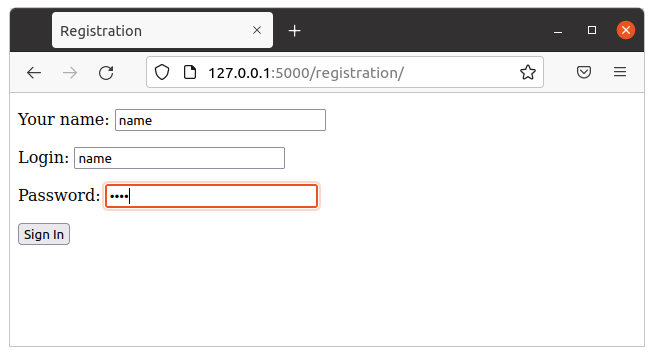 Registration
127.0.0.1:5000/registration/
Your name: name
Login: name
Password: ••••
Sign In